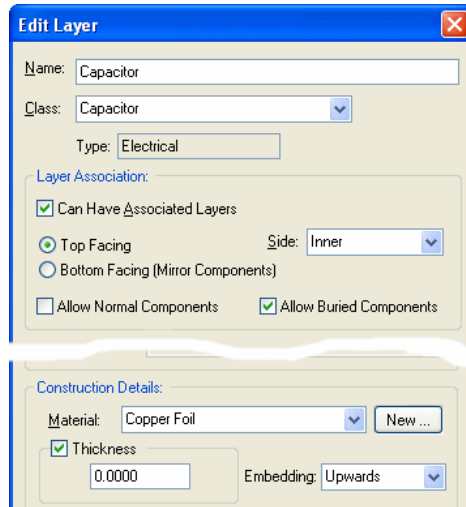 Edit Layer
Name: Capacitor
Class: Capacitor
Type: Electrical
Layer Association:
Can Have Associated Layers
Top Facing Side: Inner
Bottom Facing (Mirror Components)
Allow Normal Components Allow Buried Components
Construction Details:
Material: Copper Foil New ...
Thickness
0.0000 Embedding: Upwards